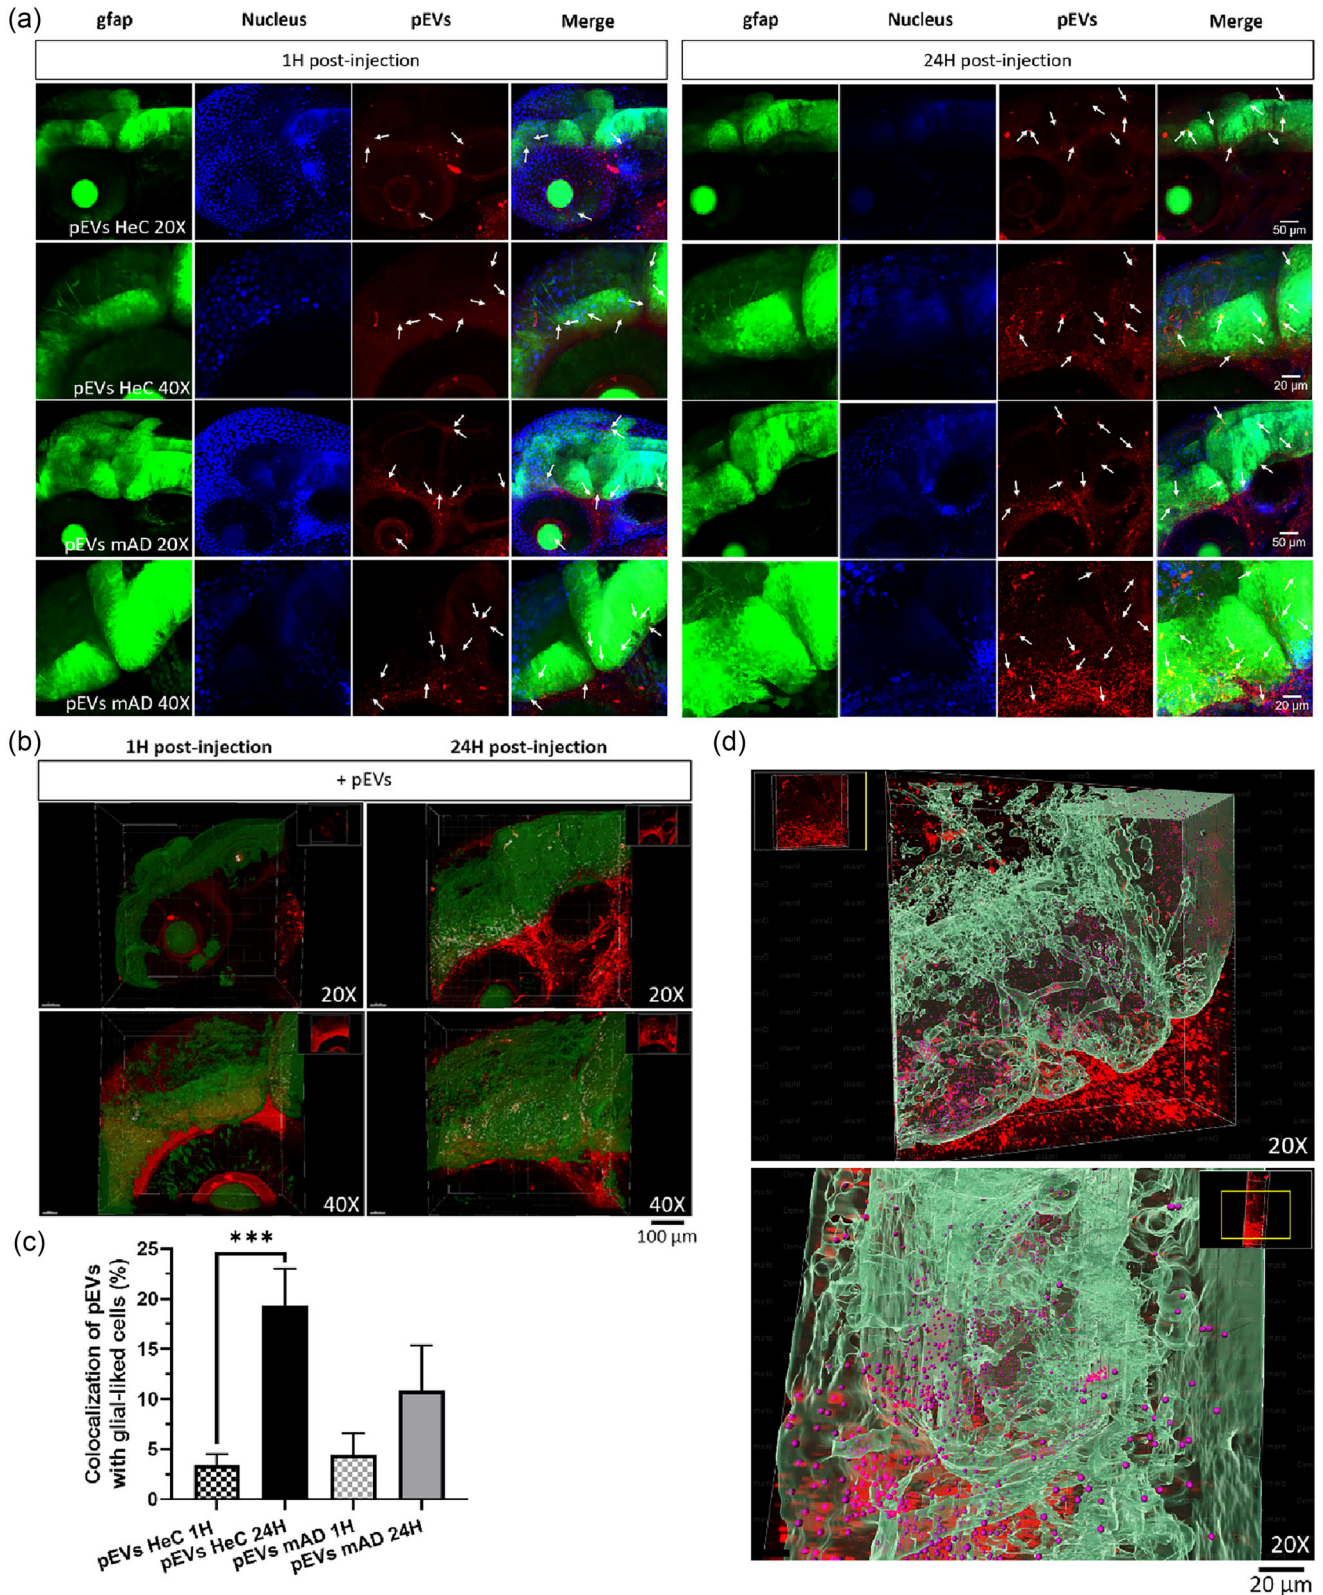 (a)
gfap Nucleus pEVs Merge gfap Nucleus pEVs Merge
1H post-injection 24H post-injection
pEVs HeC 20X
50 µm
pEVs HeC 40X
20 µm
pEVs mAD 20X
50 µm
pEVs mAD 40X
20 µm
(b)
1H post-injection 24H post-injection
+ pEVs
20X 20X
40X 40X
100 µm
(c)
Colocalization of pEVs
with glial-liked cells (%)
25
20
15
10
5
0
***
pEVs HeC 1H
pEVs HeC 24H
pEVs mAD 1H
pEVs mAD 24H
(d)
20X
20X
20 µm